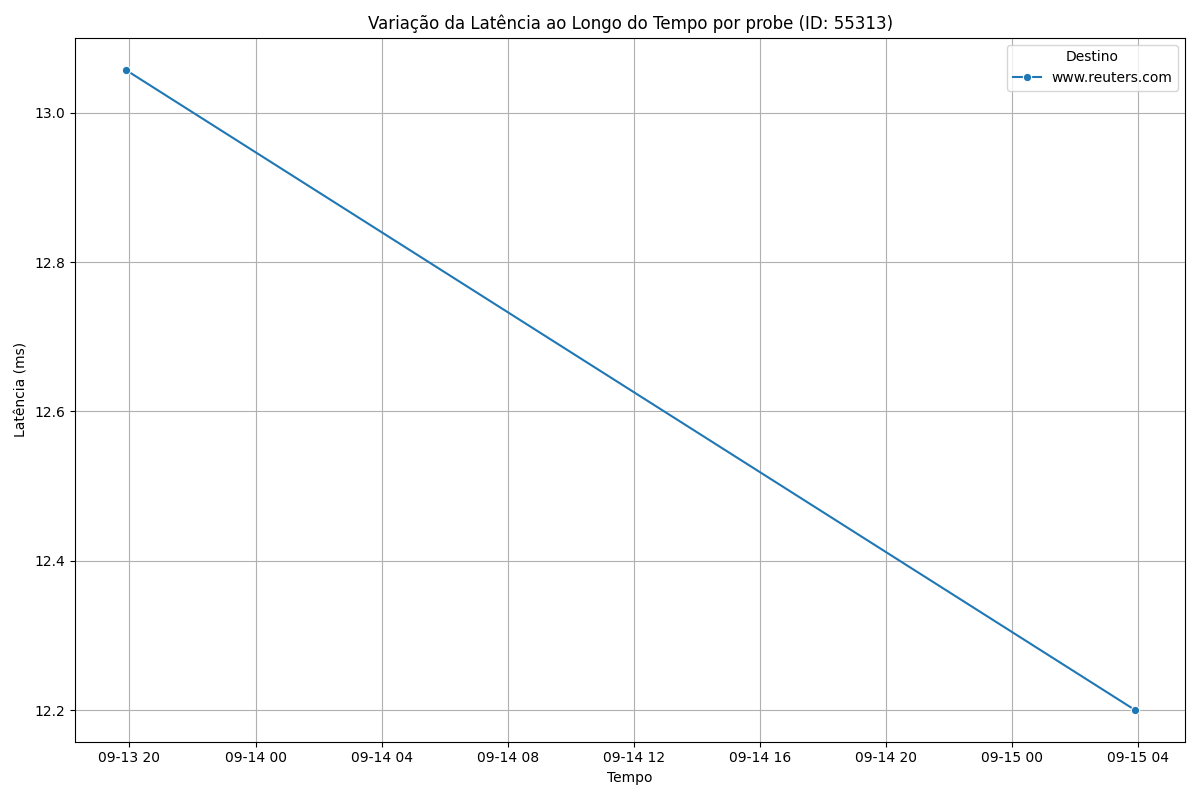 Variação da Latência ao Longo do Tempo por probe (ID: 55313)
Destino
www.reuters.com
Latência (ms)
13.0
12.8
12.6
12.4
12.2
09-13 20
09-14 00
09-14 04
09-14 08
09-14 12
09-14 16
09-14 20
09-15 00
09-15 04
Tempo